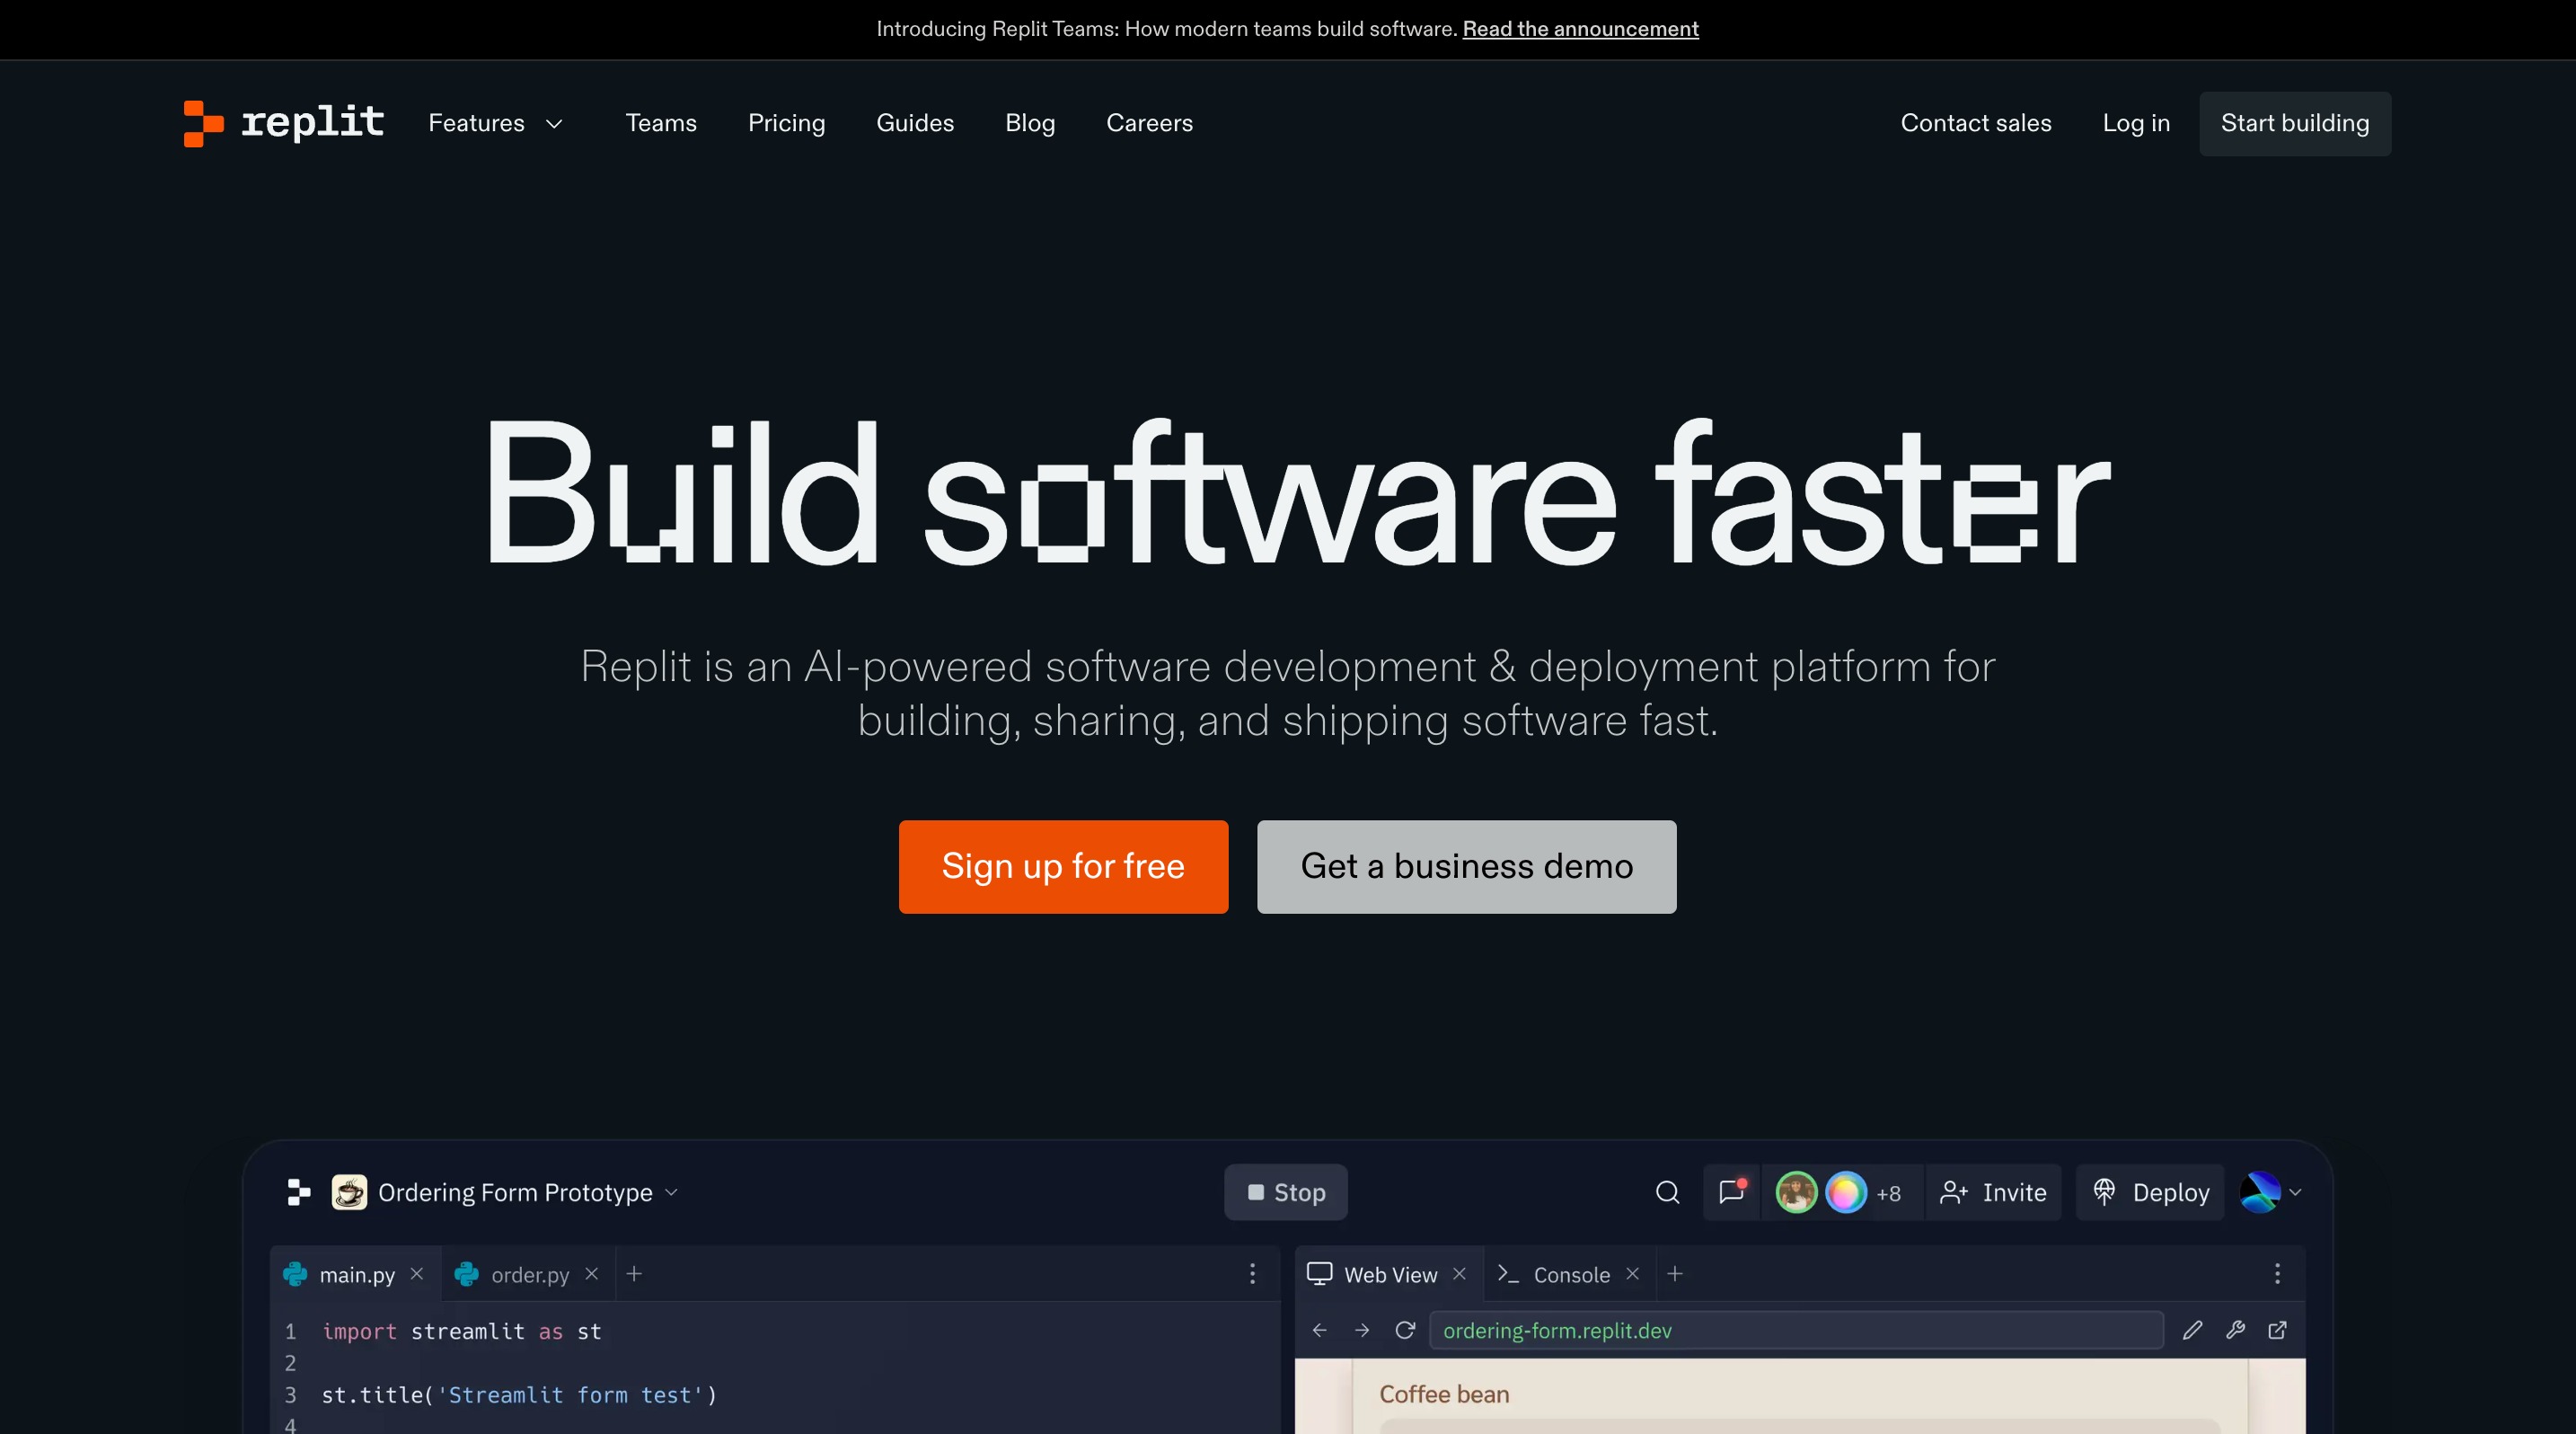 Introducing Replit Teams: How modern teams build software. Read the announcement
replit Features Teams Pricing Guides Blog Careers Contact sales Log in Start building
Build software faster
Replit is an AI-powered software development & deployment platform for
building, sharing, and shipping software fast.
Sign up for free Get a business demo
Ordering Form Prototype Stop +8 Invite Deploy
main.py order.py Web View Console
ordering-form.replit.dev
1 import streamlit as st
2
3 st.title('Streamlit form test')
4
Coffee bean